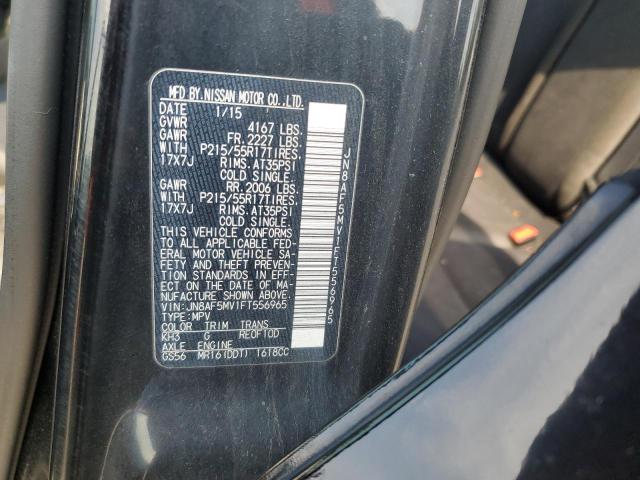 MFD BY. NISSAN MOTOR CO., LTD.
DATE 1/15
GVWR 4167 LBS.
GAWR FR. 2227 LBS.
WITH P215/55R17TIRES,
17X7J RIMS. AT35PSI
COLD SINGLE.
GAWR RR. 2006 LBS.
WITH P215/55R17TIRES,
17X7J RIMS. AT35PSI
COLD SINGLE.
THIS VEHICLE CONFORMS
TO ALL APPLICABLE FED-
ERAL MOTOR VEHICLE SA-
FETY AND THEFT PREVEN-
TION STANDARDS IN EFF-
ECT ON THE DATE OF MA-
NUFACTURE SHOWN ABOVE.
VIN:JN8AF5MV1FT556965
TYPE:MPV
COLOR TRIM TRANS
KH3 G RE0F10D
AXLE ENGINE
GS56 MR16(DDT) 1618CC
JN8AF5MV1FT556965